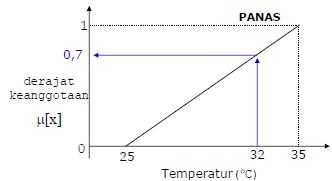 PANAS
1
0,7
derajat
keanggotaan
μ[x]
0
25
32
35
Temperatur (°C)